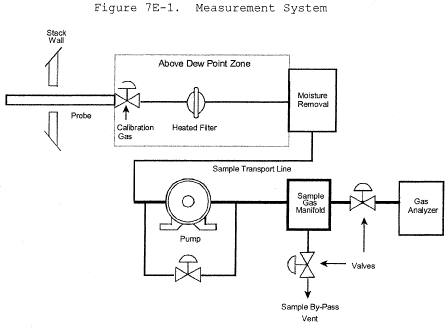 Figure 7E-1. Measurement System
Stack
Wall
Above Dew Point Zone
Moisture
Removal
Probe
Calibration
Gas
Heated Filter
Sample Transport Line
Sample
Gas
Manifold
Gas
Analyzer
Pump
Valves
Sample By-Pass
Vent